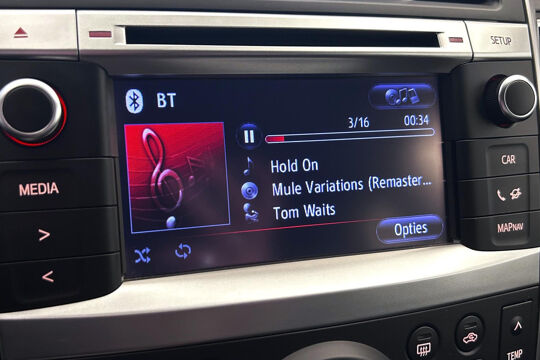 SETUP
BT
3/16 00:34
Hold On
Mule Variations (Remaster...
Tom Waits
Opties
MEDIA
>
<
CAR
MAPNAV
TEMP